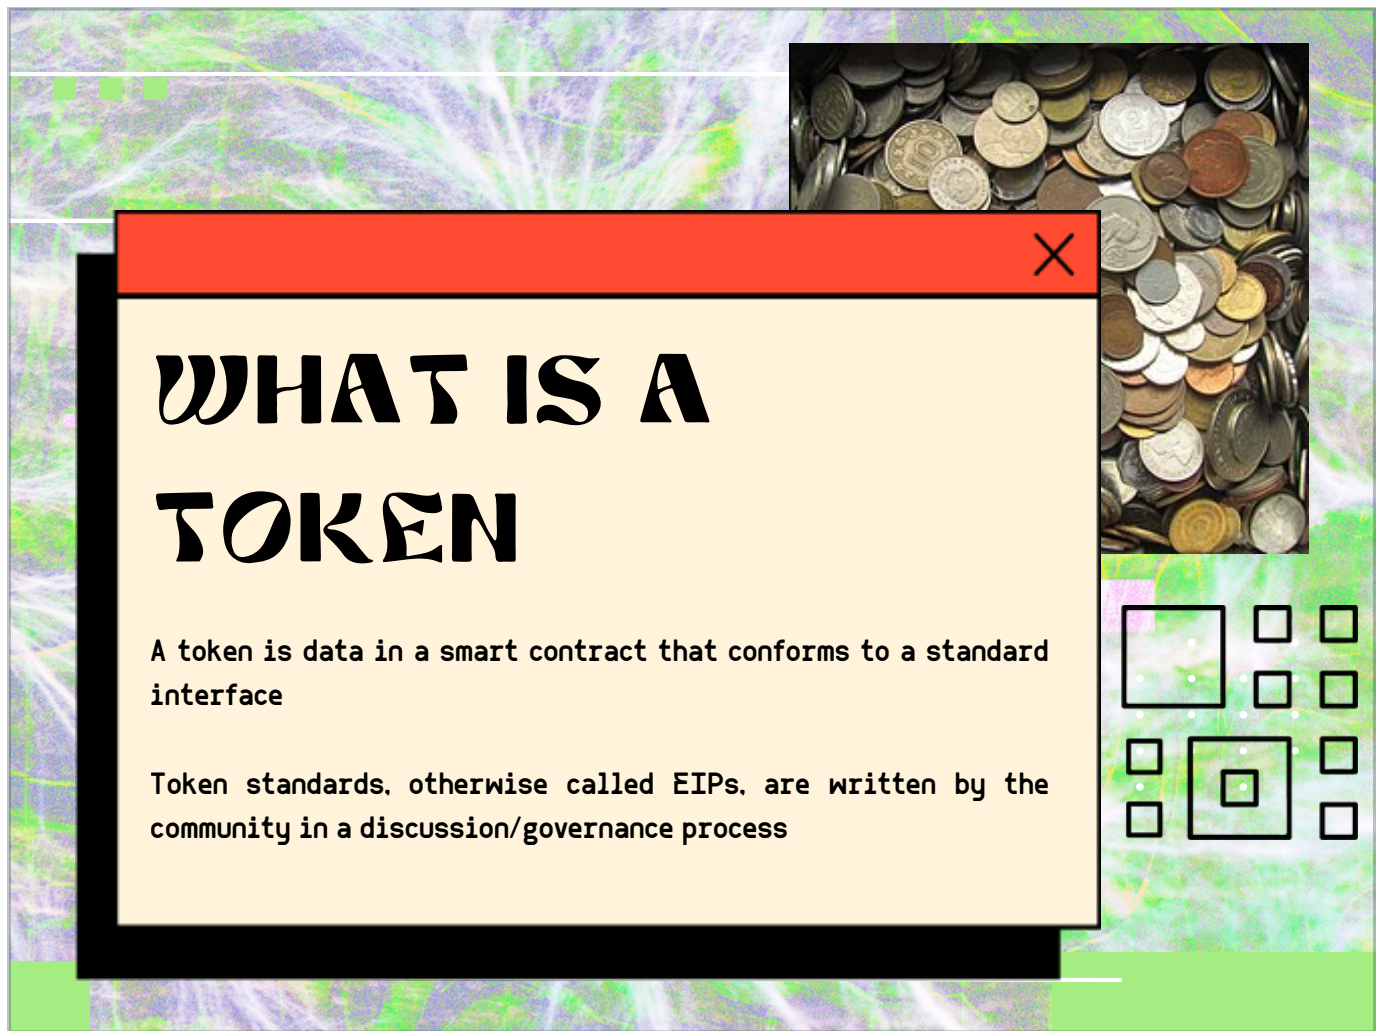 WHAT IS A
TOKEN
A token is data in a smart contract that conforms to a standard
interface
Token standards, otherwise called EIPs, are written by the
community in a discussion/governance process